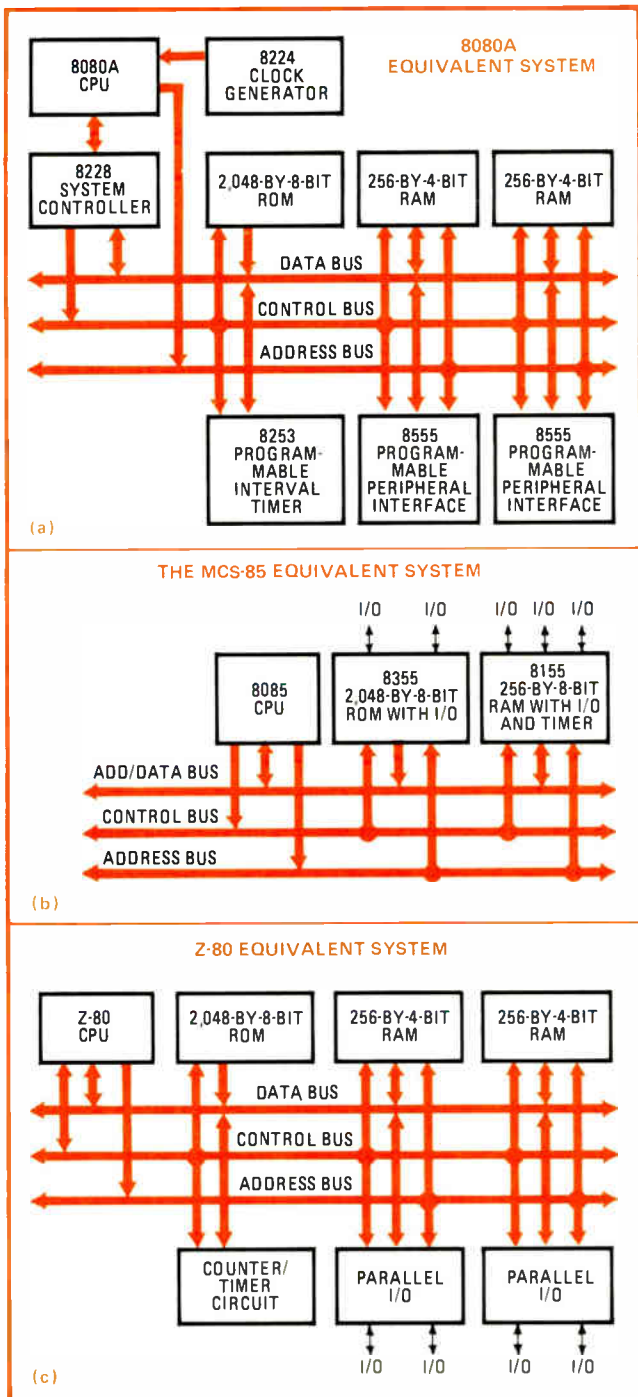 8080A
EQUIVALENT SYSTEM
8080A
CPU
8224
CLOCK
GENERATOR
8228
SYSTEM
CONTROLLER
2,048-BY-8-BIT
ROM
256-BY-4-BIT
RAM
256-BY-4-BIT
RAM
DATA BUS
CONTROL BUS
ADDRESS BUS
8253
PROGRAM-
MABLE
INTERVAL
TIMER
8555
PROGRAM-
MABLE
PERIPHERAL
INTERFACE
8555
PROGRAM-
MABLE
PERIPHERAL
INTERFACE
(a)
THE MCS-85 EQUIVALENT SYSTEM
I/O I/O I/O I/O I/O
8085
CPU
8355
2,048-BY-8-BIT
ROM WITH I/O
8155
256-BY-8-BIT
RAM WITH I/O
AND TIMER
ADD/DATA BUS
CONTROL BUS
ADDRESS BUS
(b)
Z-80 EQUIVALENT SYSTEM
Z-80
CPU
2,048-BY-8-BIT
ROM
256-BY-4-BIT
RAM
256-BY-4-BIT
RAM
DATA BUS
CONTROL BUS
ADDRESS BUS
COUNTER/
TIMER
CIRCUIT
PARALLEL
I/O
PARALLEL
I/O
I/O I/O I/O I/O
(c)